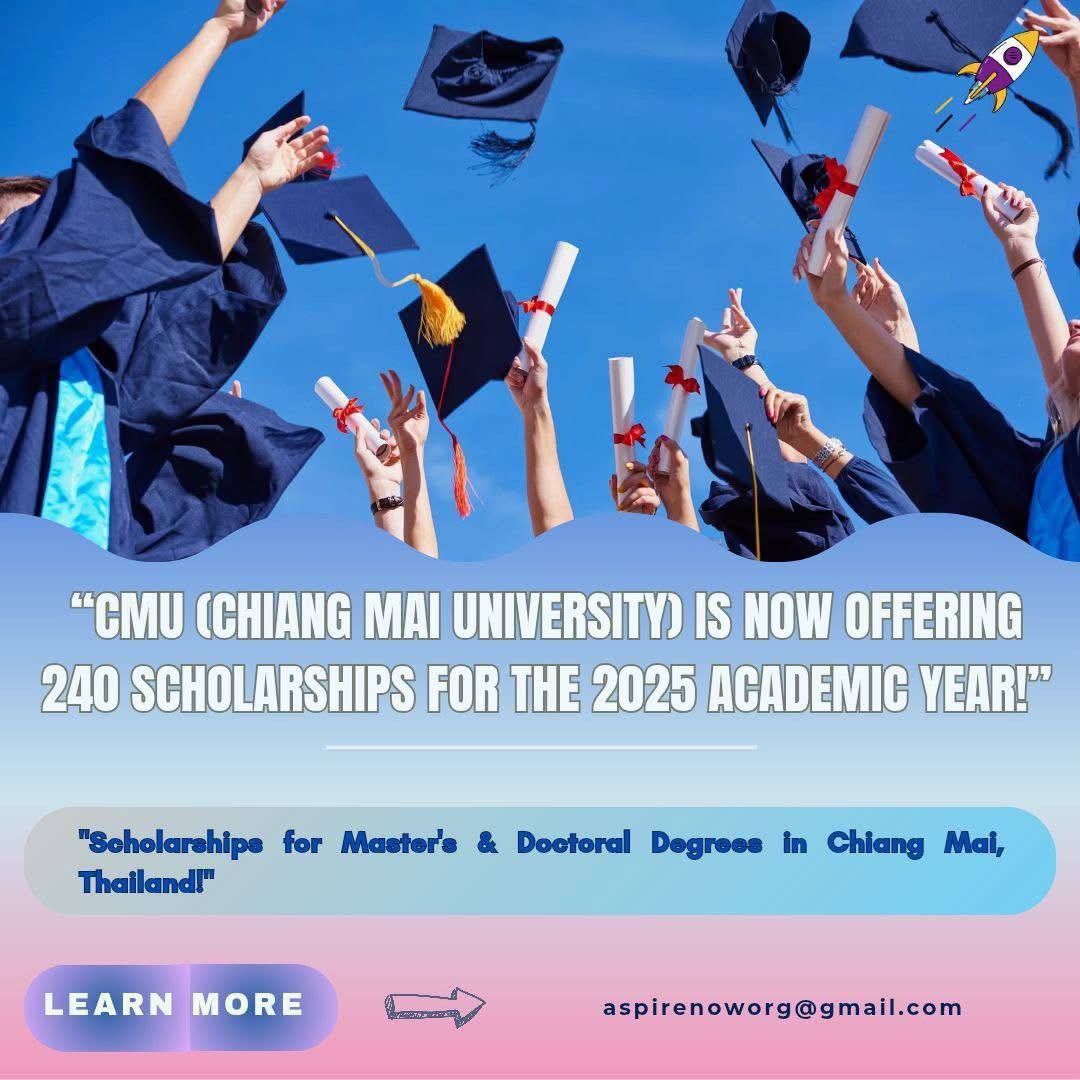 “CMU (CHIANG MAI UNIVERSITY) IS NOW OFFERING
240 SCHOLARSHIPS FOR THE 2025 ACADEMIC YEAR!”
"Scholarships for Master's & Doctoral Degrees in Chiang Mai,
Thailand!"
LEARN MORE
aspirenoworg@gmail.com